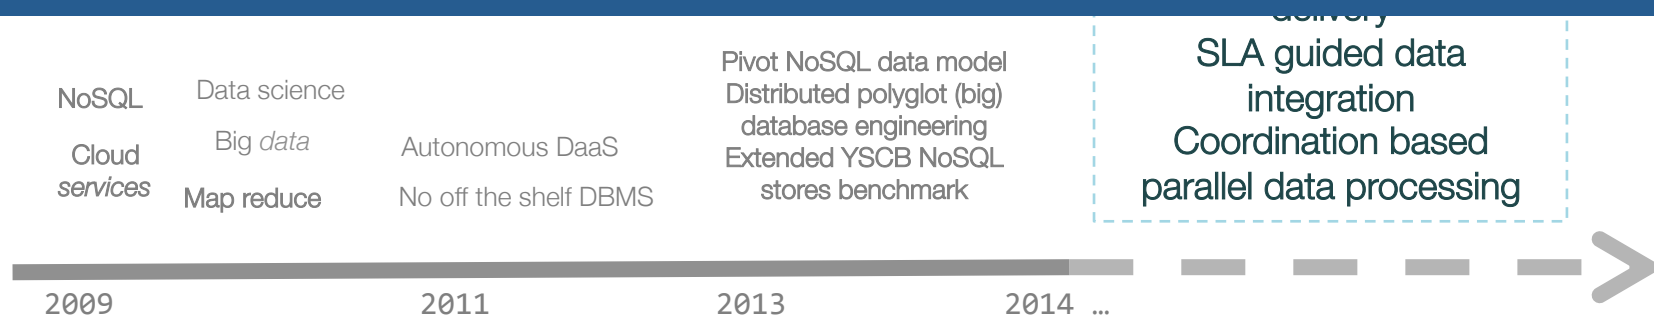 delivery
SLA guided data
integration
Coordination based
parallel data processing
Pivot NoSQL data model
Distributed polyglot (big)
database engineering
Extended YSCB NoSQL
stores benchmark
NoSQL
Cloud
services
Data science
Big data
Map reduce
Autonomous DaaS
No off the shelf DBMS
2009
2011
2013
2014 …